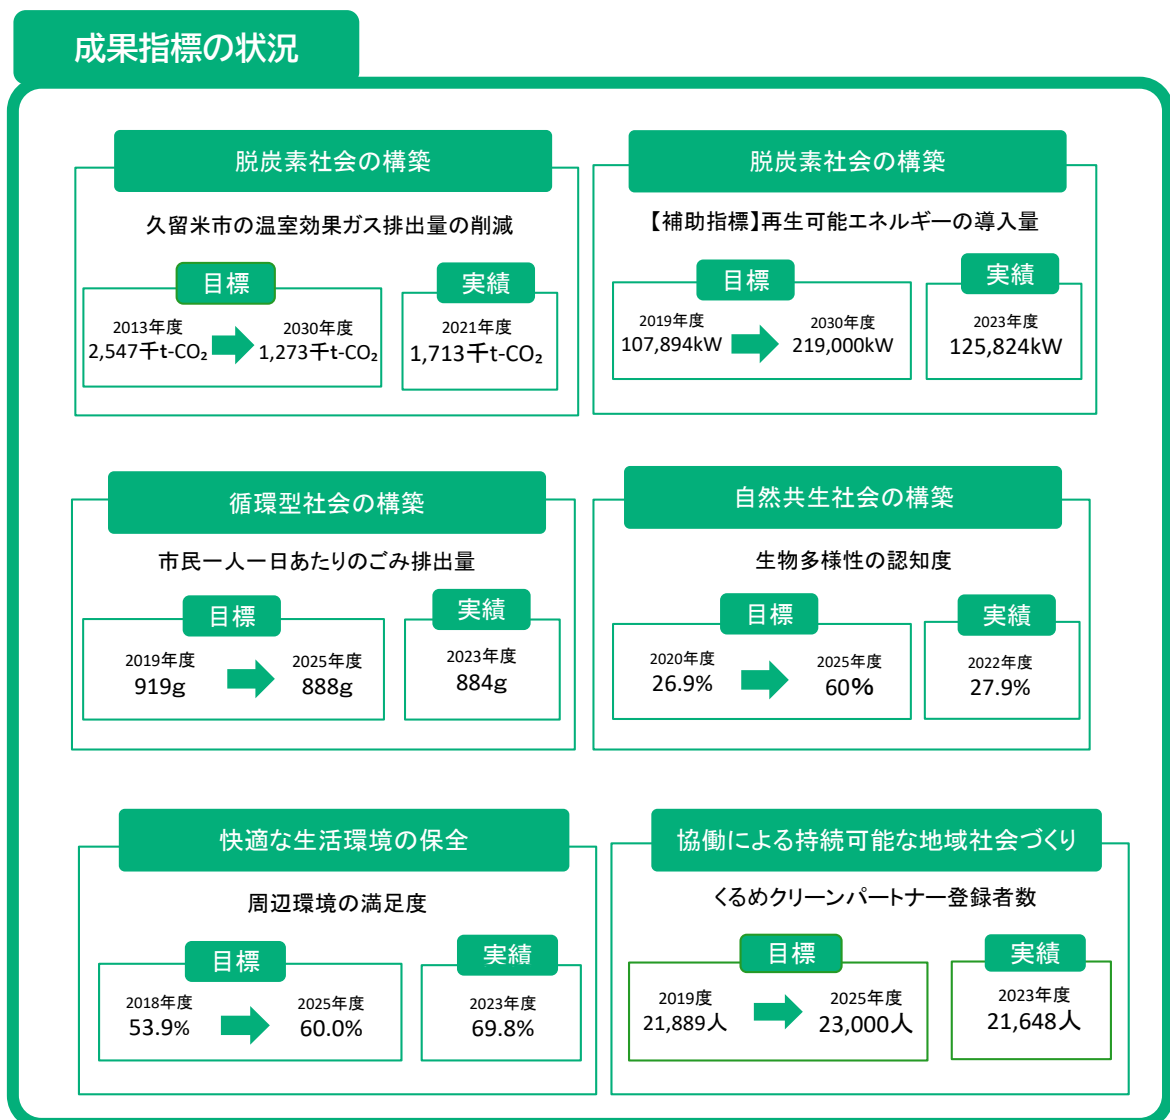 成果指標の状況
脱炭素社会の構築
久留米市の温室効果ガス排出量の削減
目標
実績
2013年度
2,547千t-CO₂
2030年度
1,273千t-CO₂
2021年度
1,713千t-CO₂
脱炭素社会の構築
【補助指標】再生可能エネルギーの導入量
目標
実績
2019年度
107,894kW
2030年度
219,000kW
2023年度
125,824kW
循環型社会の構築
市民一人一日あたりのごみ排出量
目標
実績
2019年度
919g
2025年度
888g
2023年度
884g
自然共生社会の構築
生物多様性の認知度
目標
実績
2020年度
26.9%
2025年度
60%
2022年度
27.9%
快適な生活環境の保全
周辺環境の満足度
目標
実績
2018年度
53.9%
2025年度
60.0%
2023年度
69.8%
協働による持続可能な地域社会づくり
くるめクリーンパートナー登録者数
目標
実績
2019度
21,889人
2025年度
23,000人
2023年度
21,648人